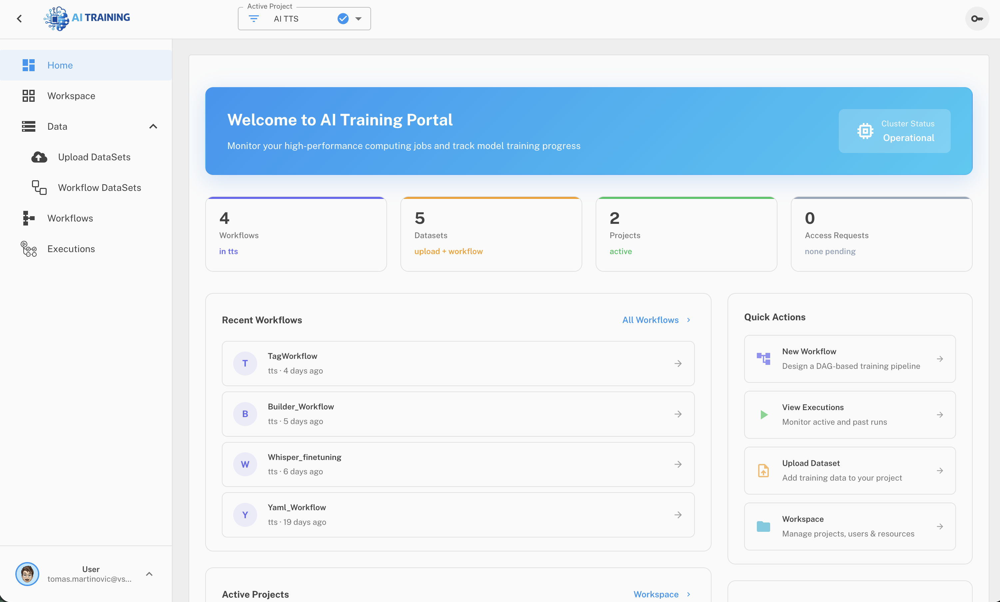 AI TRAINING
Active Project
AI TTS
Home
Workspace
Data
Upload DataSets
Workflow DataSets
Workflows
Executions
User
tomas.martinovic@vs...
Welcome to AI Training Portal
Monitor your high-performance computing jobs and track model training progress
Cluster Status
Operational
4
Workflows
in tts
5
Datasets
upload + workflow
2
Projects
active
0
Access Requests
none pending
Recent Workflows
All Workflows
T
TagWorkflow
tts · 4 days ago
B
Builder_Workflow
tts · 5 days ago
W
Whisper_finetuning
tts · 6 days ago
Y
Yaml_Workflow
tts · 19 days ago
Quick Actions
New Workflow
Design a DAG-based training pipeline
View Executions
Monitor active and past runs
Upload Dataset
Add training data to your project
Workspace
Manage projects, users & resources
Active Projects
Workspace